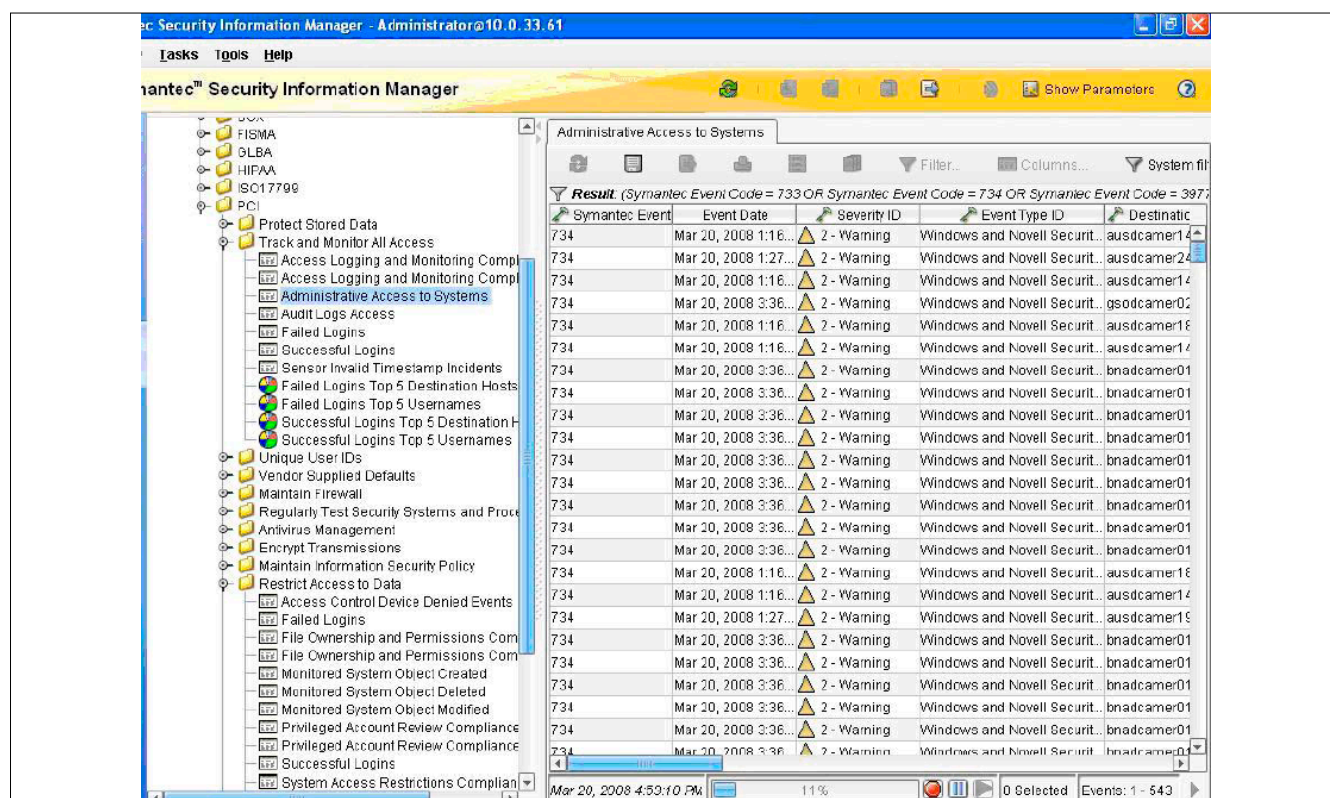 ec Security Information Manager - Administrator@10.0.33.61
Tasks Tools Help
nantec™ Security Information Manager
Show Parameters
FISMA
GLBA
HIPAA
ISO17799
PCI
Protect Stored Data
Track and Monitor All Access
Access Logging and Monitoring Compl
Access Logging and Monitoring Compl
Administrative Access to Systems
Audit Logs Access
Failed Logins
Successful Logins
Sensor Invalid Timestamp Incidents
Failed Logins Top 5 Destination Hosts
Failed Logins Top 5 Usernames
Successful Logins Top 5 Destination H
Successful Logins Top 5 Usernames
Unique User IDs
Vendor Supplied Defaults
Maintain Firewall
Regularly Test Security Systems and Proce
Antivirus Management
Encrypt Transmissions
Maintain Information Security Policy
Restrict Access to Data
Access Control Device Denied Events
Failed Logins
File Ownership and Permissions Com
File Ownership and Permissions Com
Monitored System Object Created
Monitored System Object Deleted
Monitored System Object Modified
Privileged Account Review Compliance
Privileged Account Review Compliance
Successful Logins
System Access Restrictions Complian
Administrative Access to Systems
Filter... Columns... System filt
Result: (Symantec Event Code = 733 OR Symantec Event Code = 734 OR Symantec Event Code = 3977
Symantec Event Event Date Severity ID Event Type ID Destinatic
734 Mar 20, 2008 1:16... 2 - Warning Windows and Novell Securit... ausdcamer14
734 Mar 20, 2008 1:27... 2 - Warning Windows and Novell Securit... ausdcamer24
734 Mar 20, 2008 1:16... 2 - Warning Windows and Novell Securit... ausdcamer14
734 Mar 20, 2008 3:36... 2 - Warning Windows and Novell Securit... gsodcamer02
734 Mar 20, 2008 1:16... 2 - Warning Windows and Novell Securit... ausdcamer18
734 Mar 20, 2008 1:16... 2 - Warning Windows and Novell Securit... ausdcamer14
734 Mar 20, 2008 3:36... 2 - Warning Windows and Novell Securit... bnadcamer01
734 Mar 20, 2008 3:36... 2 - Warning Windows and Novell Securit... bnadcamer01
734 Mar 20, 2008 3:36... 2 - Warning Windows and Novell Securit... bnadcamer01
734 Mar 20, 2008 3:36... 2 - Warning Windows and Novell Securit... bnadcamer01
734 Mar 20, 2008 3:36... 2 - Warning Windows and Novell Securit... bnadcamer01
734 Mar 20, 2008 3:36... 2 - Warning Windows and Novell Securit... bnadcamer01
734 Mar 20, 2008 3:36... 2 - Warning Windows and Novell Securit... bnadcamer01
734 Mar 20, 2008 3:36... 2 - Warning Windows and Novell Securit... bnadcamer01
734 Mar 20, 2008 3:36... 2 - Warning Windows and Novell Securit... bnadcamer01
734 Mar 20, 2008 1:16... 2 - Warning Windows and Novell Securit... ausdcamer18
734 Mar 20, 2008 1:16... 2 - Warning Windows and Novell Securit... ausdcamer14
734 Mar 20, 2008 1:27... 2 - Warning Windows and Novell Securit... ausdcamer19
734 Mar 20, 2008 3:36... 2 - Warning Windows and Novell Securit... bnadcamer01
734 Mar 20, 2008 3:36... 2 - Warning Windows and Novell Securit... bnadcamer01
734 Mar 20, 2008 3:36... 2 - Warning Windows and Novell Securit... bnadcamer01
734 Mar 20, 2008 3:36... 2 - Warning Windows and Novell Securit... bnadcamer01
734 Mar 20, 2008 3:36... 2 - Warning Windows and Novell Securit... bnadcamer01
734 Mar 20, 2008 3:36 2 - Warning Windows and Novell Securit bnadcamer01
Mar 20, 2008 4:53:10 PM 11% 0 Selected Events: 1 - 543